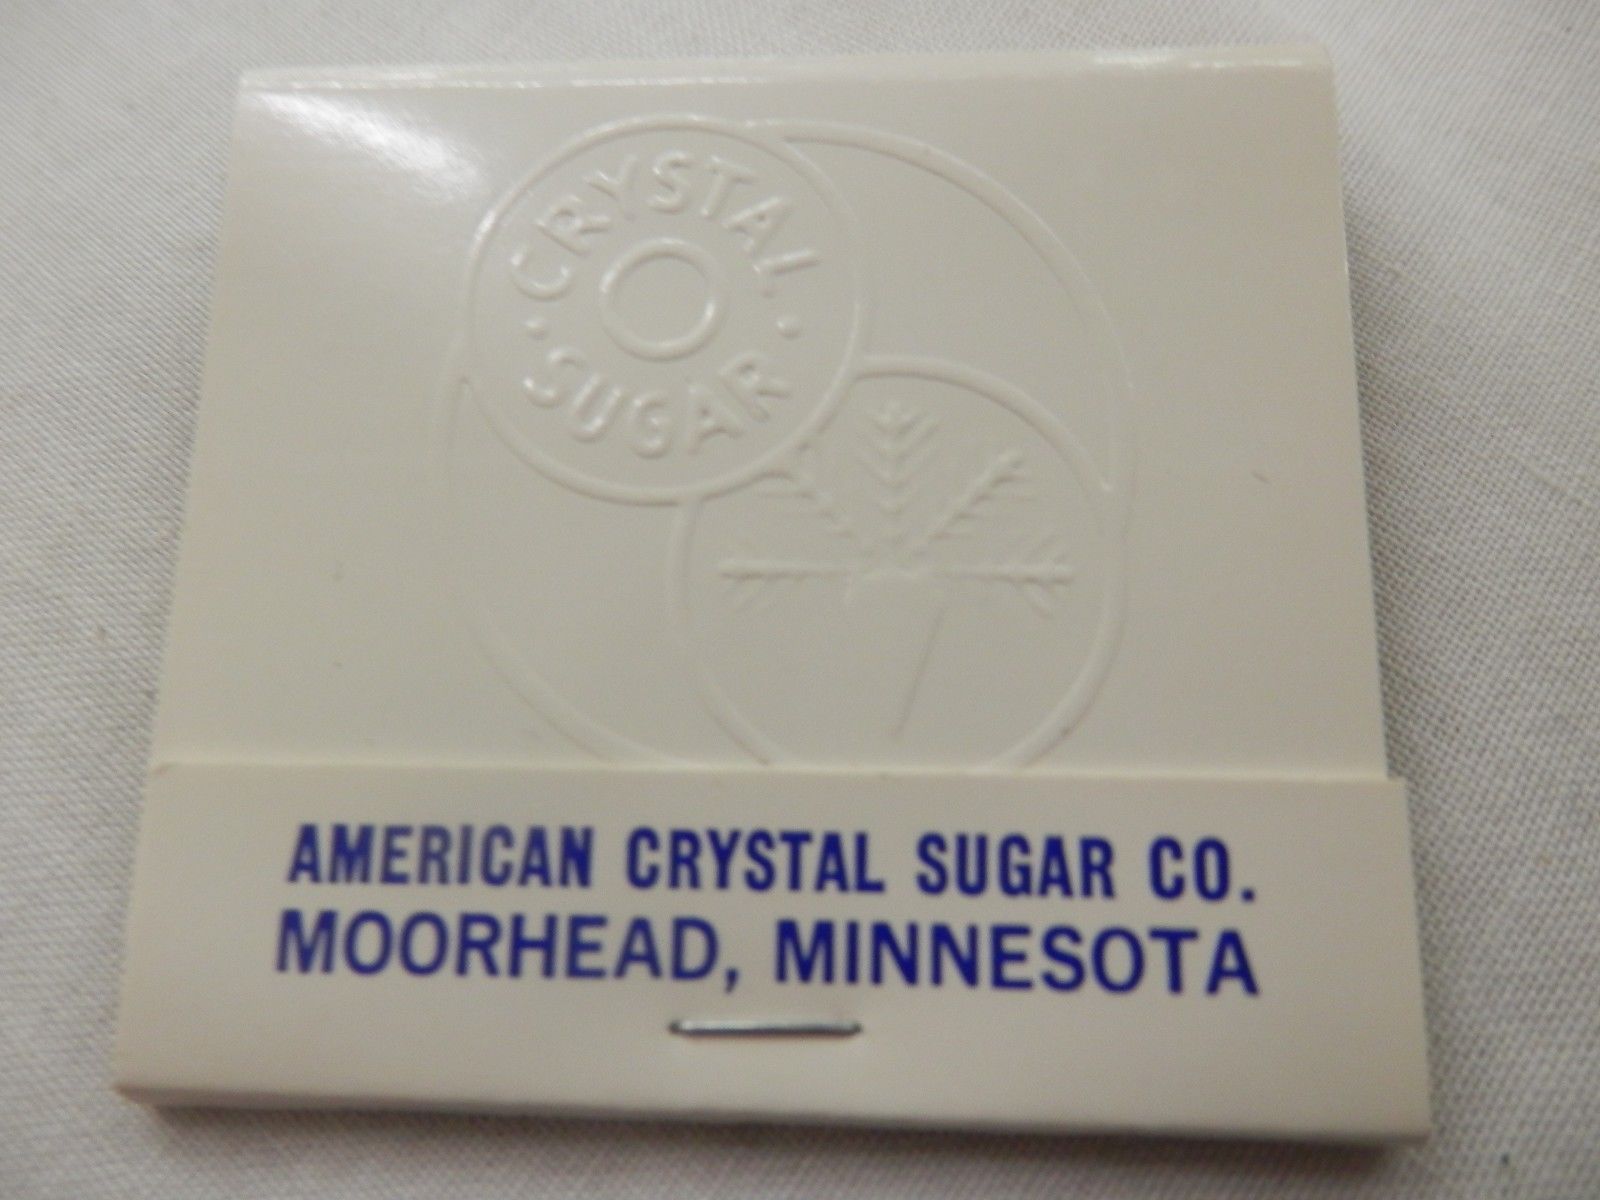 CRYSTAL
• SUGAR •
AMERICAN CRYSTAL SUGAR CO.
MOORHEAD, MINNESOTA